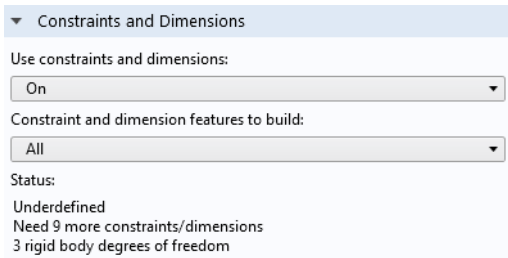 Constraints and Dimensions
Use constraints and dimensions:
On
Constraint and dimension features to build:
All
Status:
Underdefined
Need 9 more constraints/dimensions
3 rigid body degrees of freedom